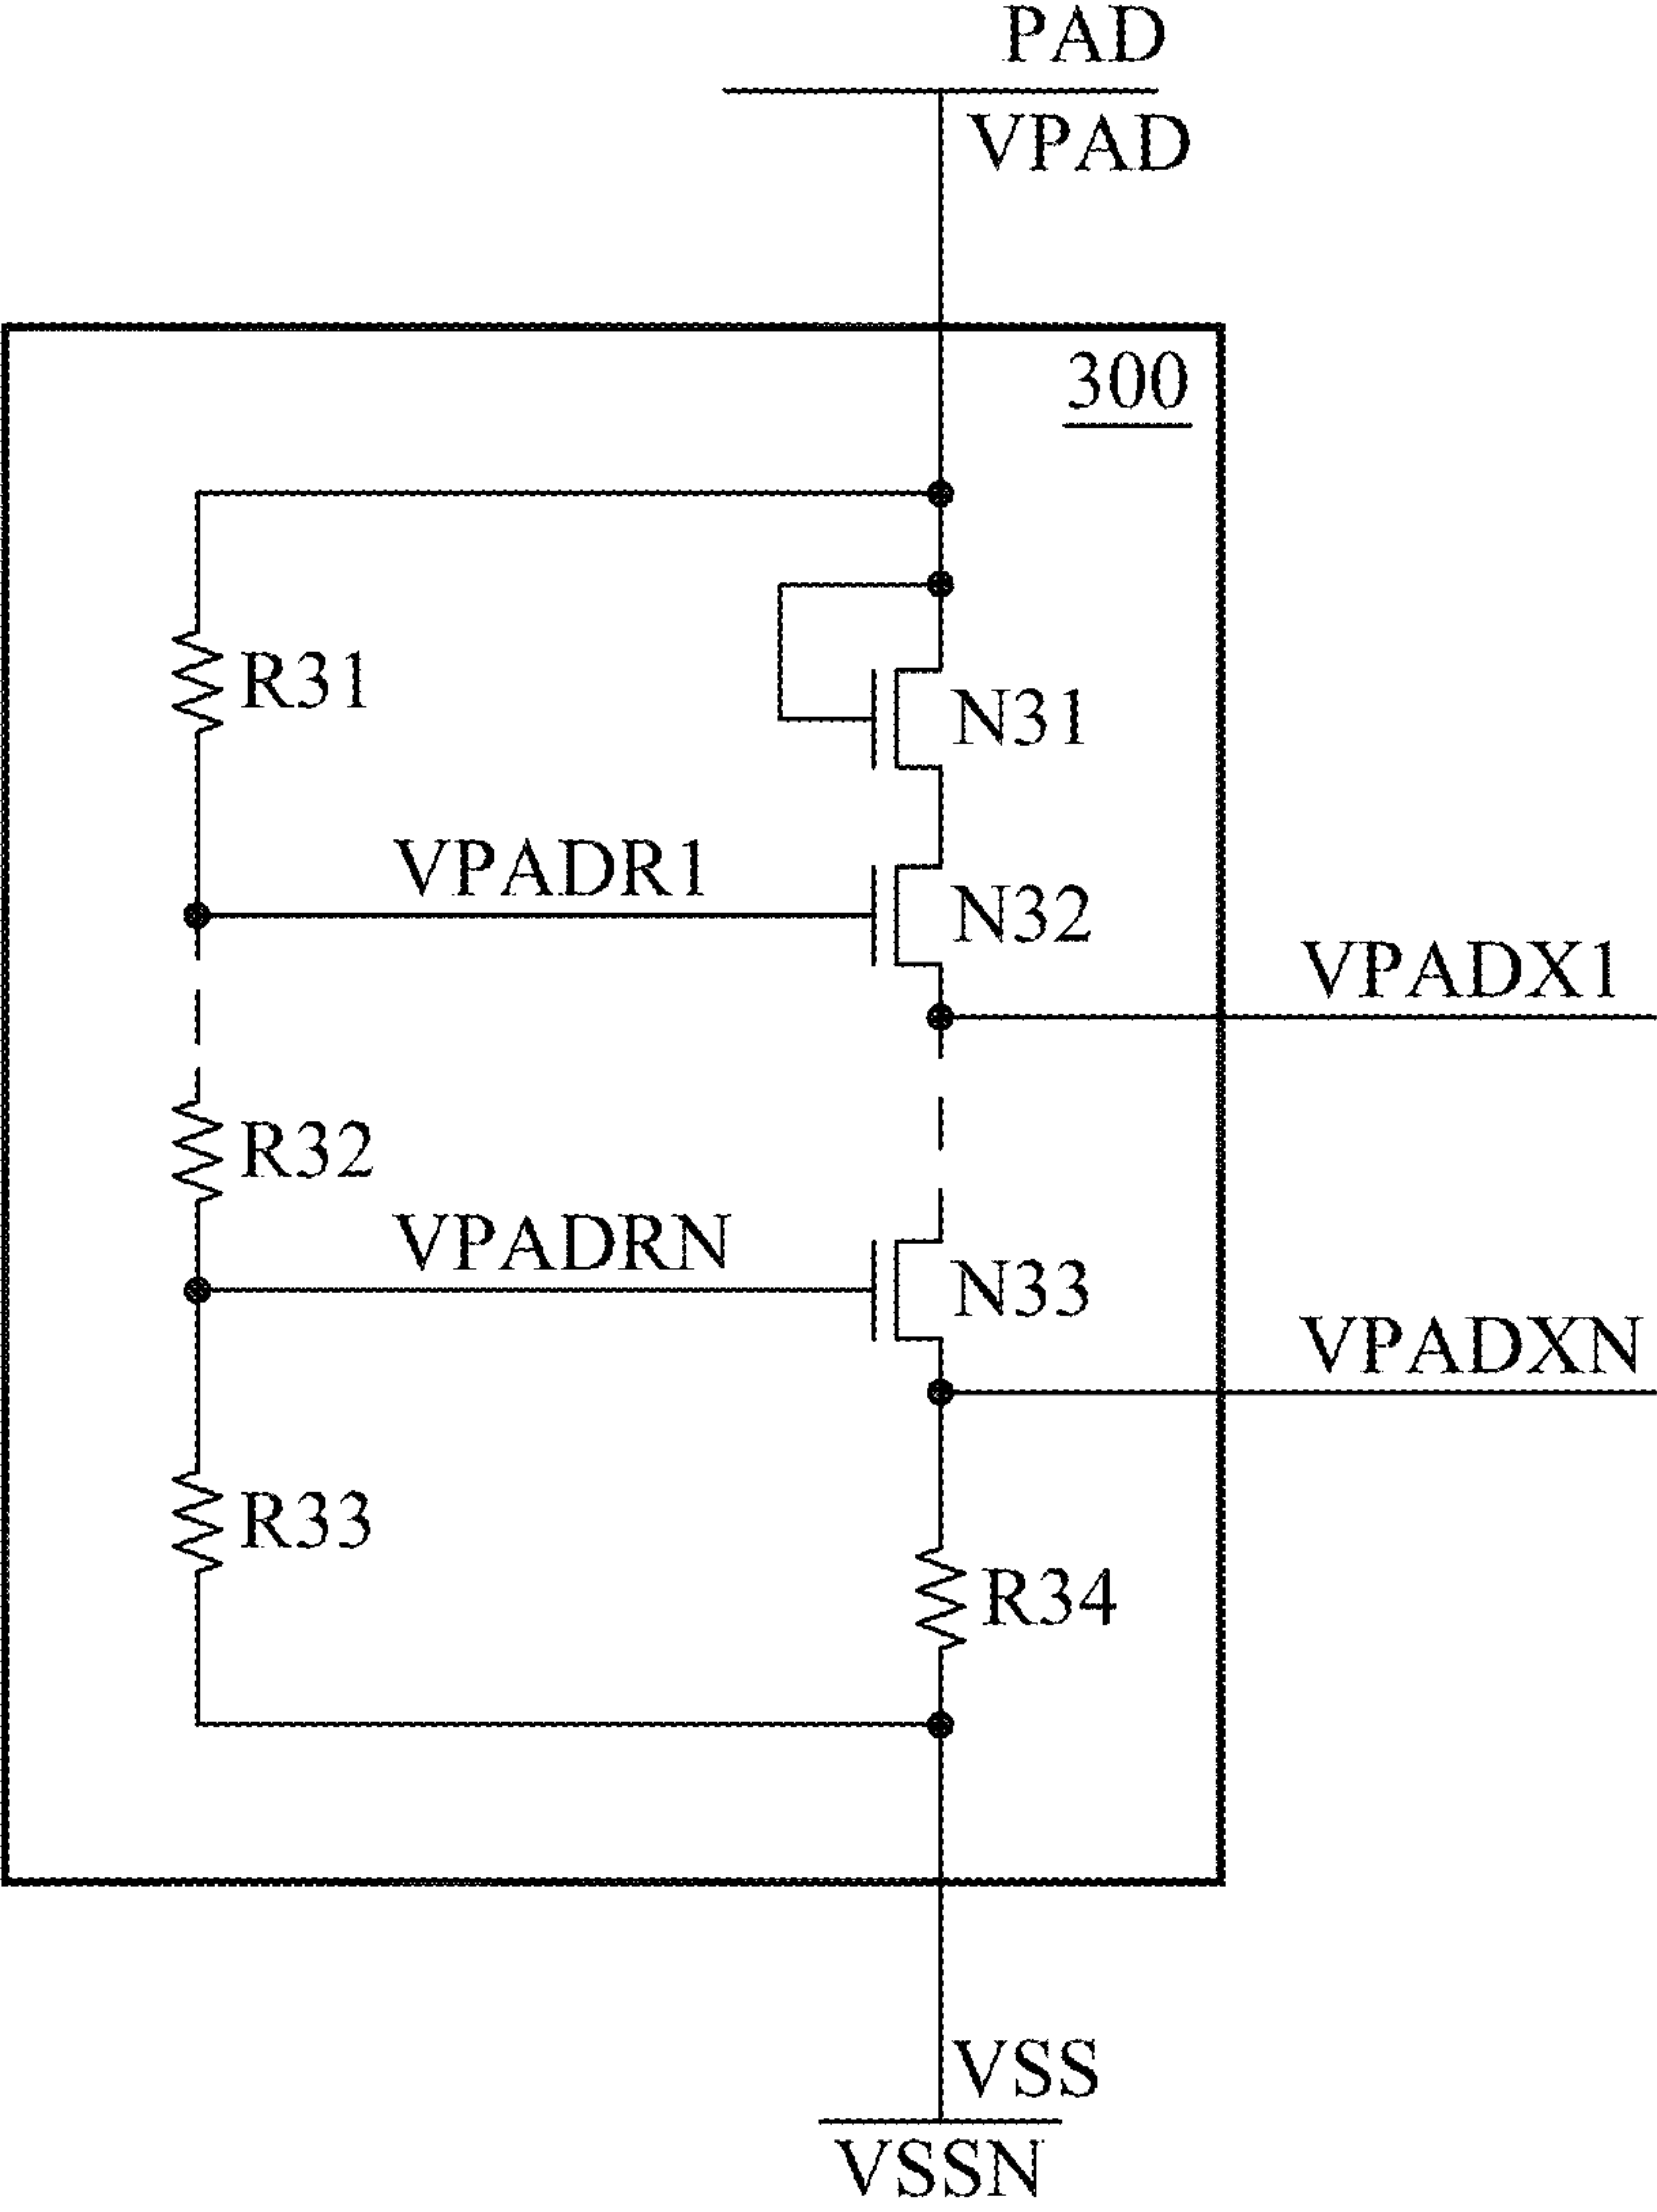 PAD
VPAD
300
R31
N31
VPADR1
N32
VPADX1
R32
VPADRN
N33
VPADXN
R33
R34
VSS
VSSN